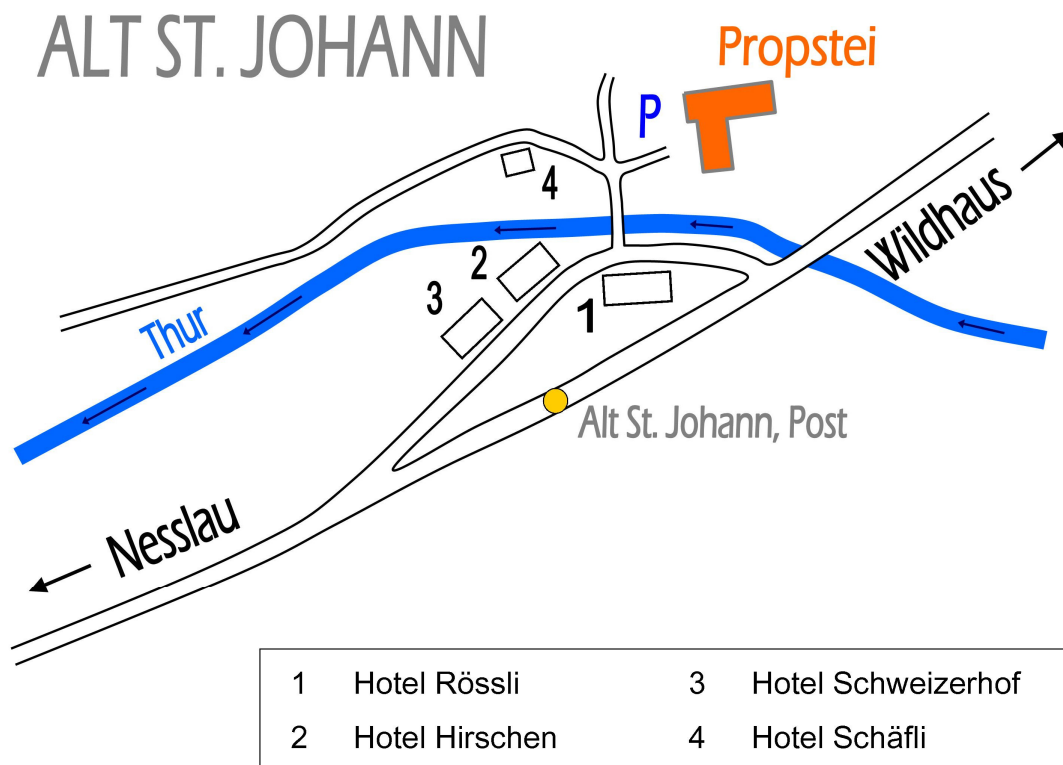 ALT ST. JOHANN
Propstei
P
4
Wildhaus
2
3
1
Thur
Alt St. Johann, Post
Nesslau
1 Hotel Rössli 3 Hotel Schweizerhof
2 Hotel Hirschen 4 Hotel Schäfli